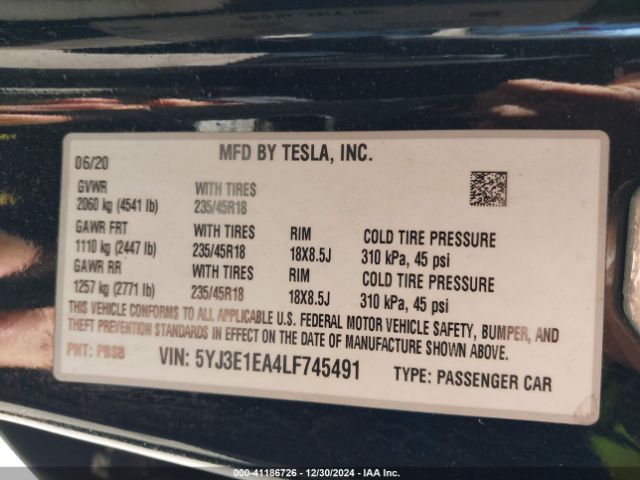 MFD BY TESLA, INC.
06/20
GVWR WITH TIRES
2060 kg (4541 lb) 235/45R18
GAWR FRT WITH TIRES RIM COLD TIRE PRESSURE
1110 kg (2447 lb) 235/45R18 18X8.5J 310 kPa, 45 psi
GAWR RR WITH TIRES RIM COLD TIRE PRESSURE
1257 kg (2771 lb) 235/45R18 18X8.5J 310 kPa, 45 psi
THIS VEHICLE CONFORMS TO ALL APPLICABLE U.S. FEDERAL MOTOR VEHICLE SAFETY, BUMPER, AND
THEFT PREVENTION STANDARDS IN EFFECT ON THE DATE OF MANUFACTURE SHOWN ABOVE.
PNT: PBSB VIN: 5YJ3E1EA4LF745491 TYPE: PASSENGER CAR
000-41186726 - 12/30/2024 - IAA Inc.